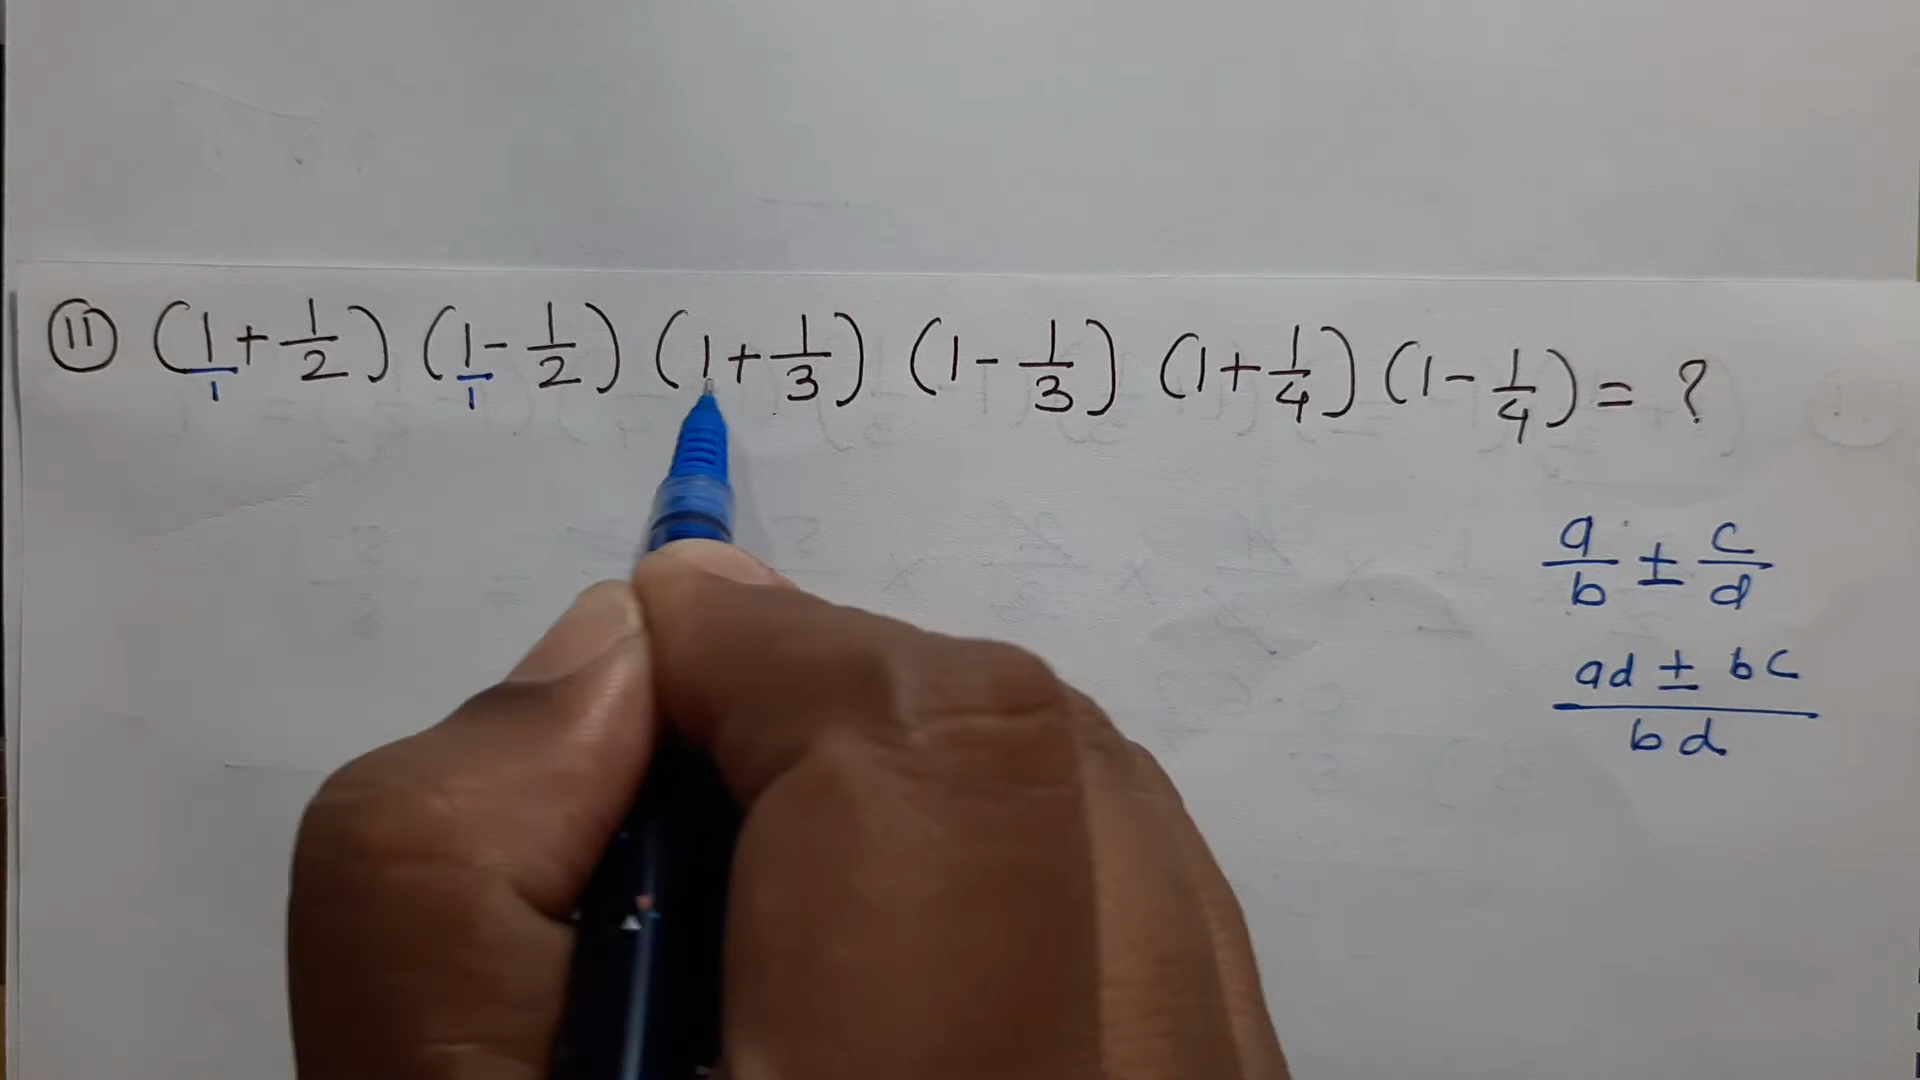 ⑪ (1/1 + 1/2) (1/1 - 1/2) (1 + 1/3) (1 - 1/3) (1 + 1/4) (1 - 1/4) = ?
a/b ± c/d
ad ± bc / bd